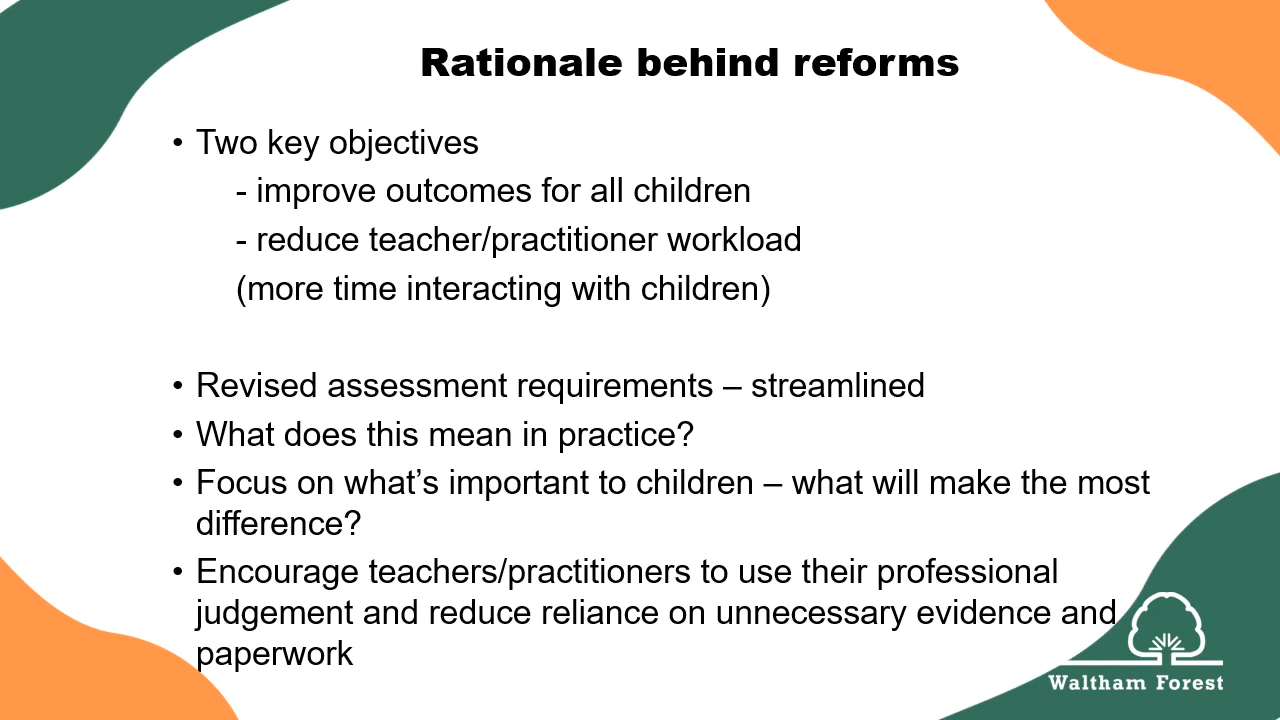 Rationale behind reforms
• Two key objectives
- improve outcomes for all children
- reduce teacher/practitioner workload
(more time interacting with children)
• Revised assessment requirements – streamlined
• What does this mean in practice?
• Focus on what’s important to children – what will make the most
difference?
• Encourage teachers/practitioners to use their professional
judgement and reduce reliance on unnecessary evidence and
paperwork
Waltham Forest